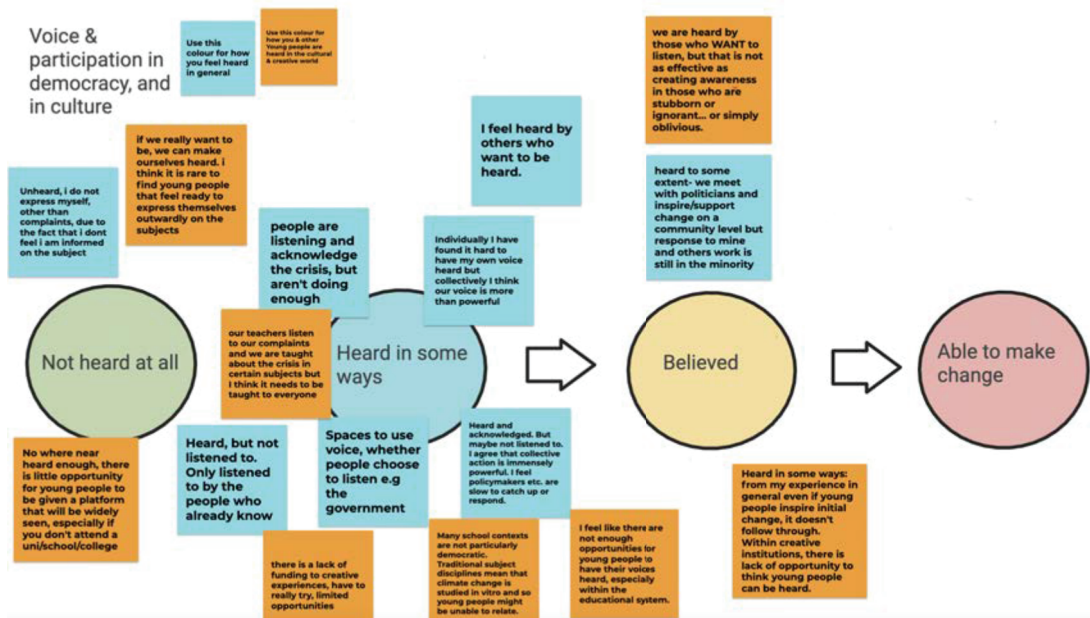 Voice &
participation in
democracy, and
in culture
Use this
colour for how
you feel heard
in general
Use this colour for
how you & other
Young people are
heard in the cultural
& creative world
we are heard by
those who WANT to
listen, but that is not
as effective as
creating awareness
in those who are
stubborn or
ignorant... or simply
oblivious.
I feel heard by
others who
want to be
heard.
if we really want to
be, we can make
ourselves heard. i
think it is rare to
find young people
that feel ready to
express themselves
outwardly on the
subjects
Unheard, i do not
express myself,
other than
complaints, due to
the fact that i dont
feel i am informed
on the subject
people are
listening and
acknowledge
the crisis, but
aren't doing
enough
Individually I have
found it hard to
have my own voice
heard but
collectively I think
our voice is more
than powerful
heard to some
extent- we meet
with politicians and
inspire/support
change on a
community level but
response to mine
and others work is
still in the minority
Not heard at all
our teachers listen
to our complaints
and we are taught
about the crisis in
certain subjects but
I think it needs to be
taught to everyone
Heard in some
ways
Believed
Able to make
change
No where near
heard enough, there
is little opportunity
for young people to
be given a platform
that will be widely
seen, especially if
you don't attend a
uni/school/college
Heard, but not
listened to.
Only listened
to by the
people who
already know
Spaces to use
voice, whether
people choose
to listen e.g
the
government
Heard and
acknowledged. But
maybe not listened to.
I agree that collective
action is immensely
powerful. I feel
policymakers etc. are
slow to catch up or
respond.
there is a lack of
funding to creative
experiences, have to
really try, limited
opportunities
Many school contexts
are not particularly
democratic.
Traditional subject
disciplines mean that
climate change is
studied in vitro and so
young people might
be unable to relate.
I feel like there are
not enough
opportunities for
young people to
have their voices
heard, especially
within the
educational system.
Heard in some ways:
from my experience in
general even if young
people inspire initial
change, it doesn't
follow through.
Within creative
institutions, there is
lack of opportunity to
think young people
can be heard.